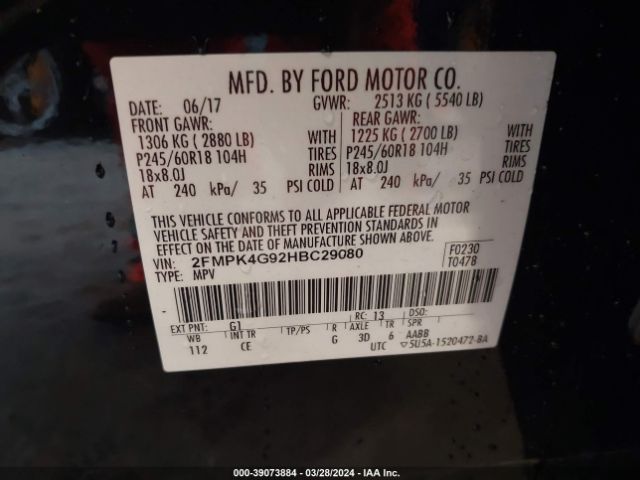 MFD. BY FORD MOTOR CO.
DATE: 06/17 GVWR: 2513 KG ( 5540 LB)
FRONT GAWR: REAR GAWR:
1306 KG ( 2880 LB) WITH 1225 KG ( 2700 LB) WITH
P245/60R18 104H TIRES P245/60R18 104H TIRES
18x8.0J RIMS 18x8.0J RIMS
AT 240 kPa/ 35 PSI COLD AT 240 kPa/ 35 PSI COLD
THIS VEHICLE CONFORMS TO ALL APPLICABLE FEDERAL MOTOR
VEHICLE SAFETY AND THEFT PREVENTION STANDARDS IN
EFFECT ON THE DATE OF MANUFACTURE SHOWN ABOVE.
VIN: 2FMPK4G92HBC29080 F0230
TYPE: MPV T0478
EXT PNT: G1 RC: 13 DSO:
WB INT TR TP/PS R AXLE TR SPR
112 CE G 3D 6 AABB
UTC ▽5U5A-1520472-BA
000-39073884 | 03/28/2024 | IAA Inc.